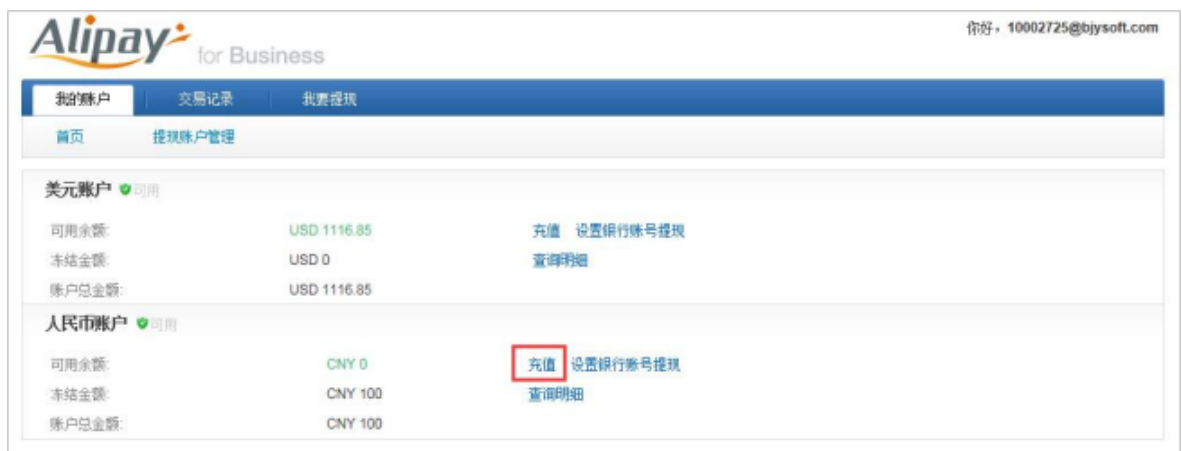 Alipay for Business
你好，10002725@bjysoft.com
我的账户 交易记录 我要提现
首页 提现账户管理
美元账户 可用
可用余额: USD 1116.85 充值 设置银行账号提现
冻结金额: USD 0 查询明细
账户总金额: USD 1116.85
人民币账户 可用
可用余额: CNY 0 充值 设置银行账号提现
冻结金额: CNY 100 查询明细
账户总金额: CNY 100